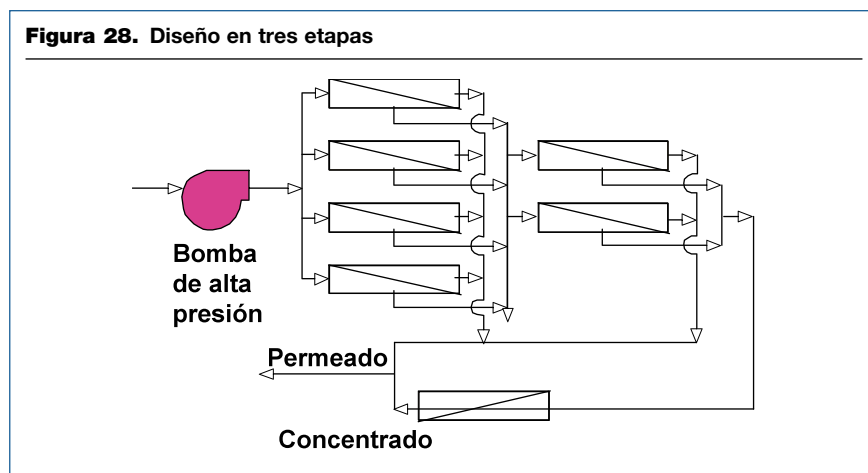 Figura 28. Diseño en tres etapas
Bomba
de alta
presión
Permeado
Concentrado